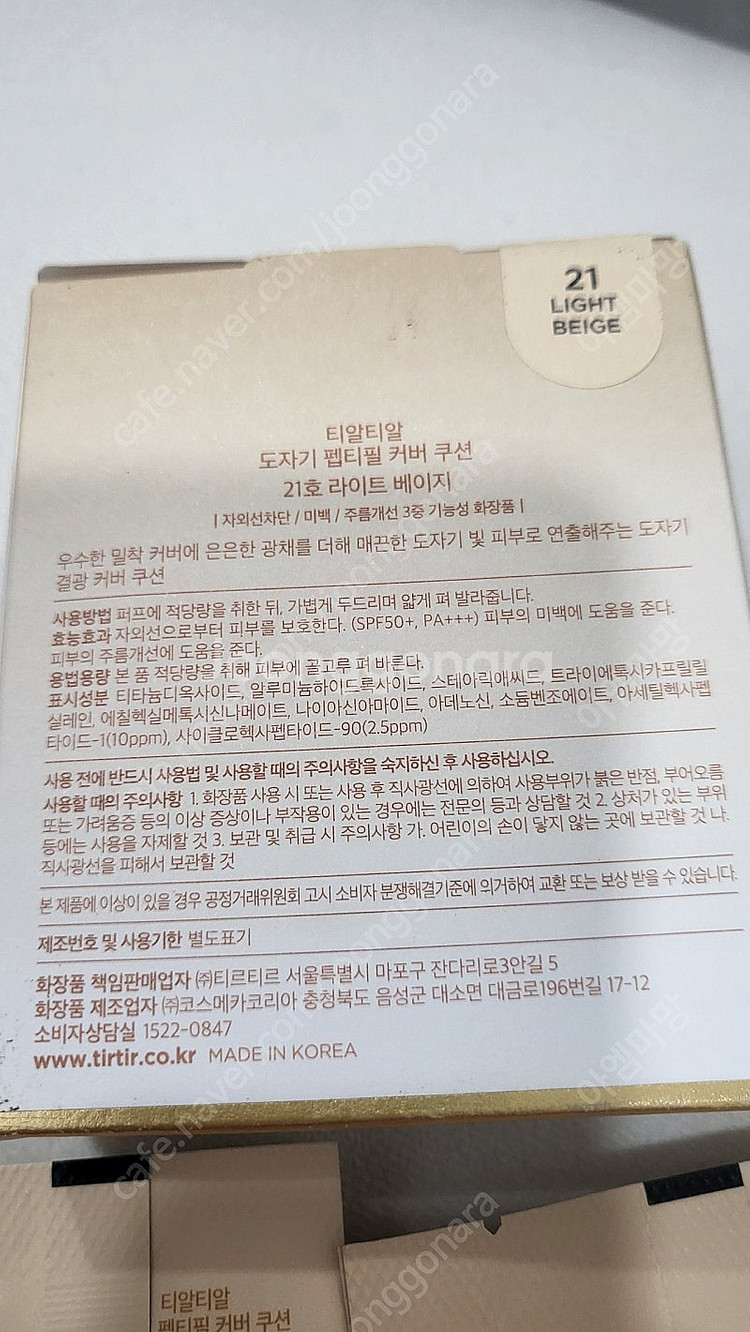 21
LIGHT
BEIGE
티알티알
도자기 펩티필 커버 쿠션
21호 라이트 베이지
| 자외선차단 / 미백 / 주름개선 3중 기능성 화장품 |
우수한 밀착 커버에 은은한 광채를 더해 매끈한 도자기 빛 피부로 연출해주는 도자기
결광 커버 쿠션
사용방법 퍼프에 적당량을 취한 뒤, 가볍게 두드리며 얇게 펴 발라줍니다.
효능효과 자외선으로부터 피부를 보호한다. (SPF50+, PA+++) 피부의 미백에 도움을 준다.
피부의 주름개선에 도움을 준다.
용법용량 본 품 적당량을 취해 피부에 골고루 펴 바른다.
표시성분 티타늄디옥사이드, 알루미늄하이드록사이드, 스테아릭애씨드, 트라이에톡시카프릴릴
실레인, 에칠헥실메톡시신나메이트, 나이아신아마이드, 아데노신, 소듐벤조에이트, 아세틸헥사펩
타이드-1(10ppm), 사이클로헥사펩타이드-90(2.5ppm)
사용 전에 반드시 사용법 및 사용할 때의 주의사항을 숙지하신 후 사용하십시오.
사용할 때의 주의사항 1. 화장품 사용 시 또는 사용 후 직사광선에 의하여 사용부위가 붉은 반점, 부어오름
또는 가려움증 등의 이상 증상이나 부작용이 있는 경우에는 전문의 등과 상담할 것 2. 상처가 있는 부위
등에는 사용을 자제할 것 3. 보관 및 취급 시 주의사항 가. 어린이의 손이 닿지 않는 곳에 보관할 것 나.
직사광선을 피해서 보관할 것
본 제품에 이상이 있을 경우 공정거래위원회 고시 소비자 분쟁해결기준에 의거하여 교환 또는 보상 받을 수 있습니다.
제조번호 및 사용기한 별도표기
화장품 책임판매업자 ㈜티르티르 서울특별시 마포구 잔다리로3안길 5
화장품 제조업자 ㈜코스메카코리아 충청북도 음성군 대소면 대금로196번길 17-12
소비자상담실 1522-0847
www.tirtir.co.kr MADE IN KOREA
티알티알
펩티필 커버 쿠션
cafe.naver.com/joonggonara
joonggonara
아엠미망